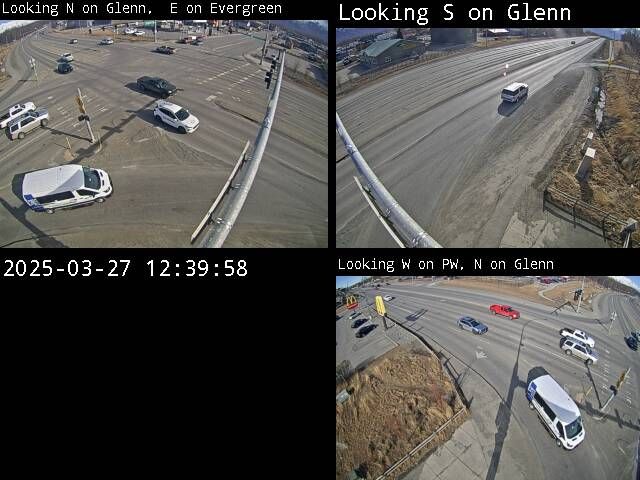 Looking N on Glenn,  E on Evergreen
Looking S on Glenn
2025-03-27 12:39:58
Looking W on PW, N on Glenn